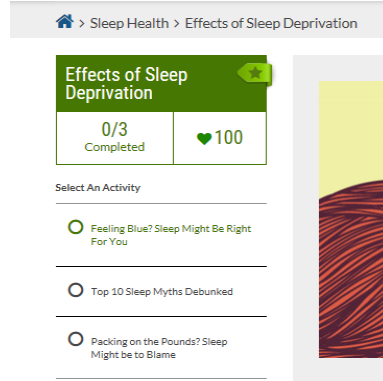 > Sleep Health > Effects of Sleep Deprivation
Effects of Sleep
Deprivation
0/3
Completed
100
Select An Activity
Feeling Blue? Sleep Might Be Right
For You
Top 10 Sleep Myths Debunked
Packing on the Pounds? Sleep
Might be to Blame